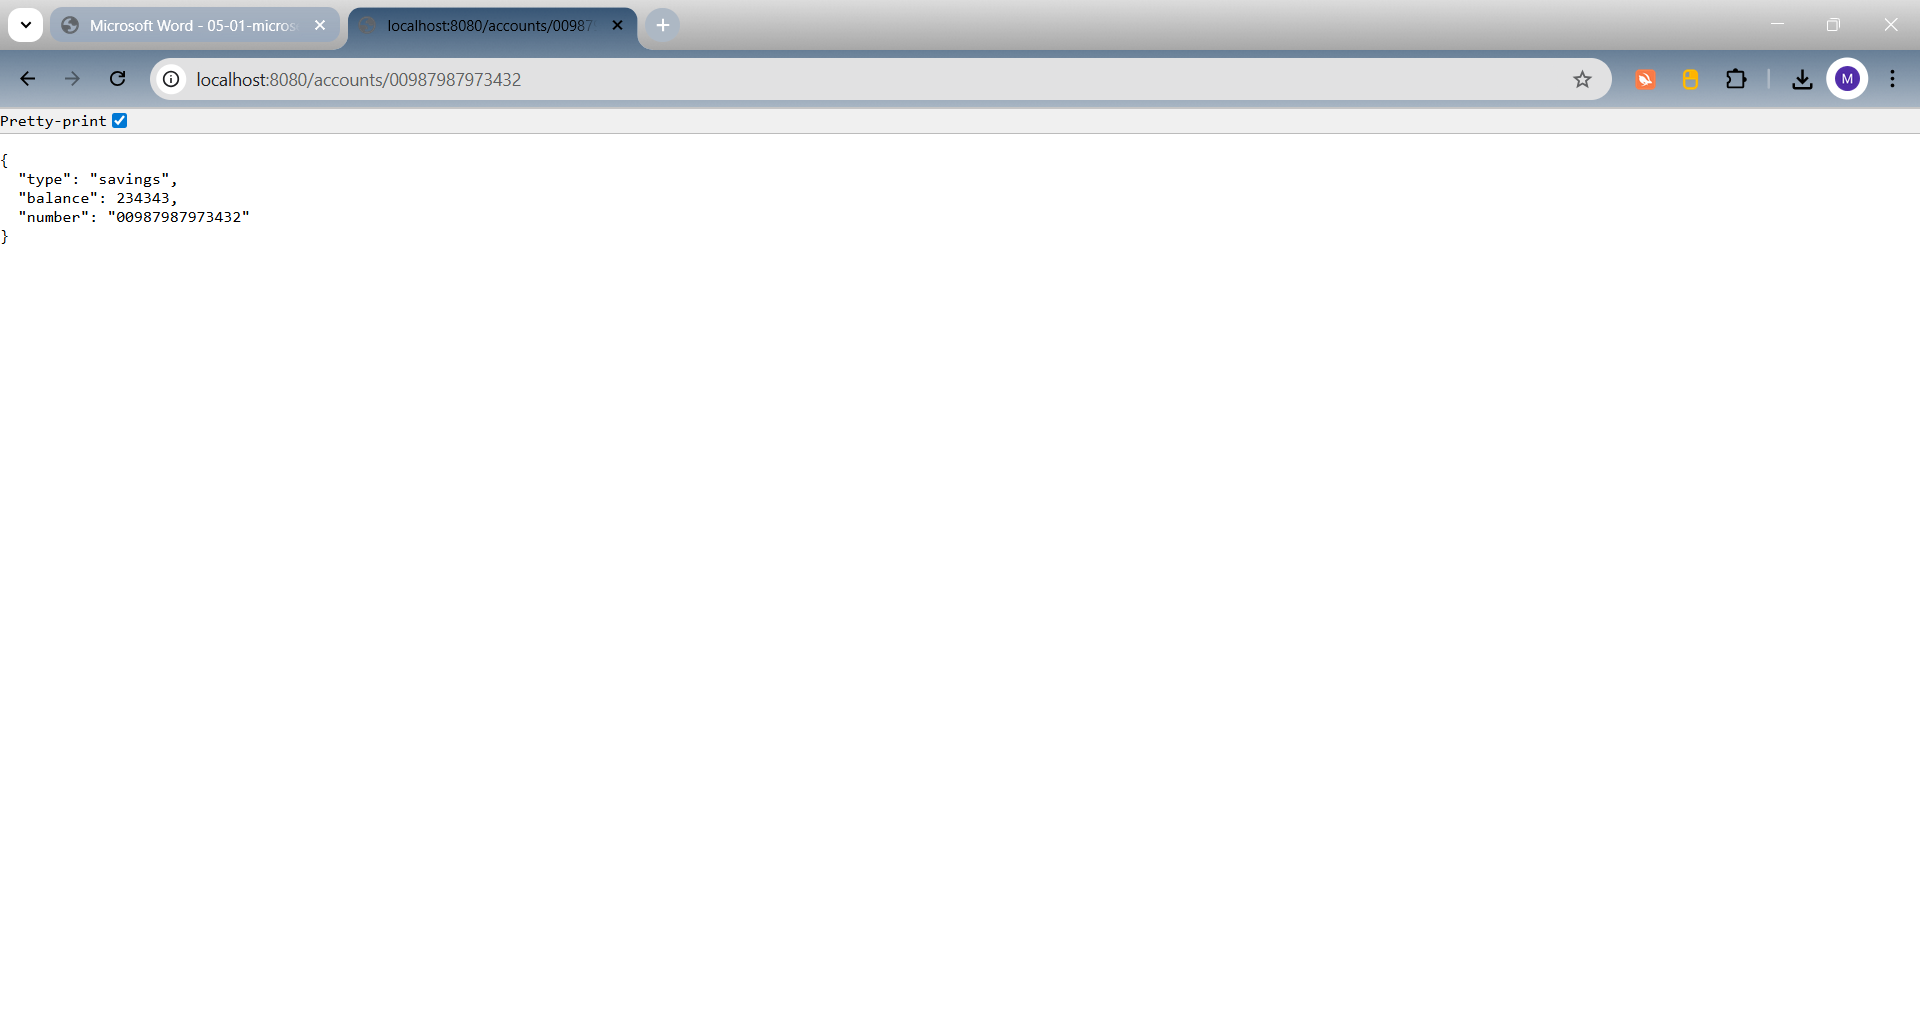 Microsoft Word - 05-01-micros
localhost:8080/accounts/00987
localhost:8080/accounts/00987987973432
M
Pretty-print
{
"type": "savings",
"balance": 234343,
"number": "00987987973432"
}